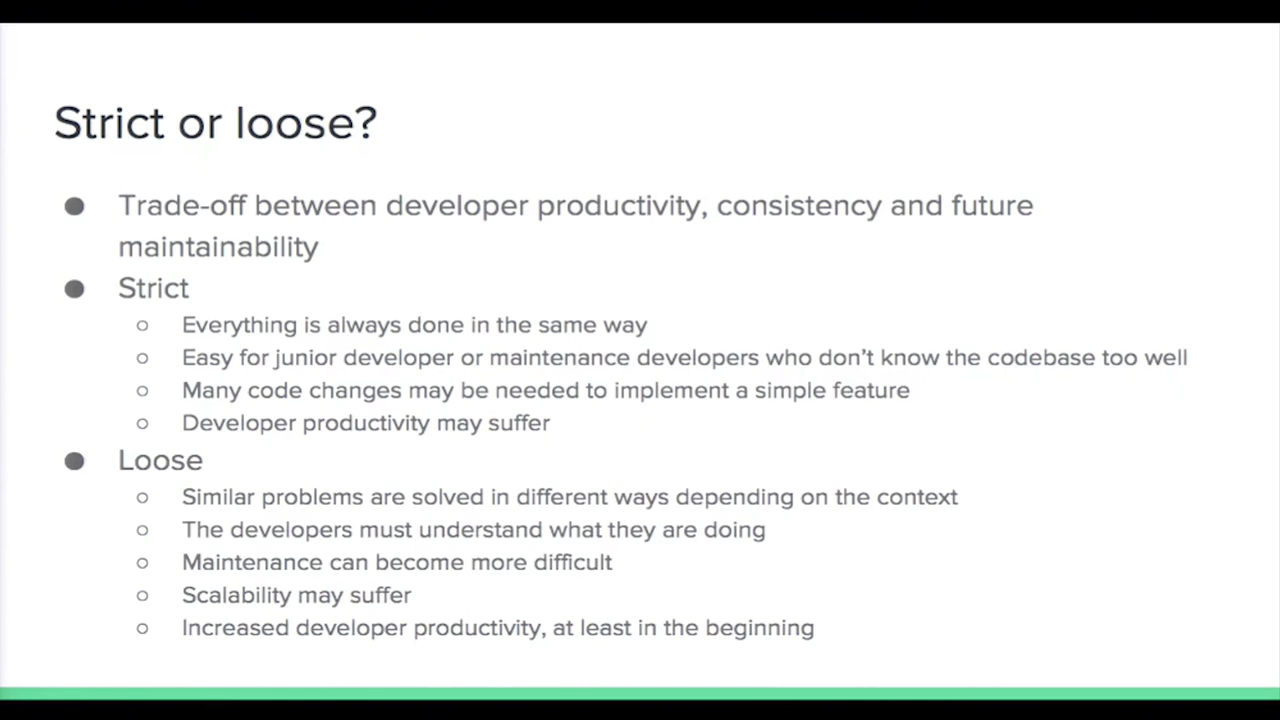 Strict or loose?
● Trade-off between developer productivity, consistency and future
maintainability
● Strict
○ Everything is always done in the same way
○ Easy for junior developer or maintenance developers who don't know the codebase too well
○ Many code changes may be needed to implement a simple feature
○ Developer productivity may suffer
● Loose
○ Similar problems are solved in different ways depending on the context
○ The developers must understand what they are doing
○ Maintenance can become more difficult
○ Scalability may suffer
○ Increased developer productivity, at least in the beginning